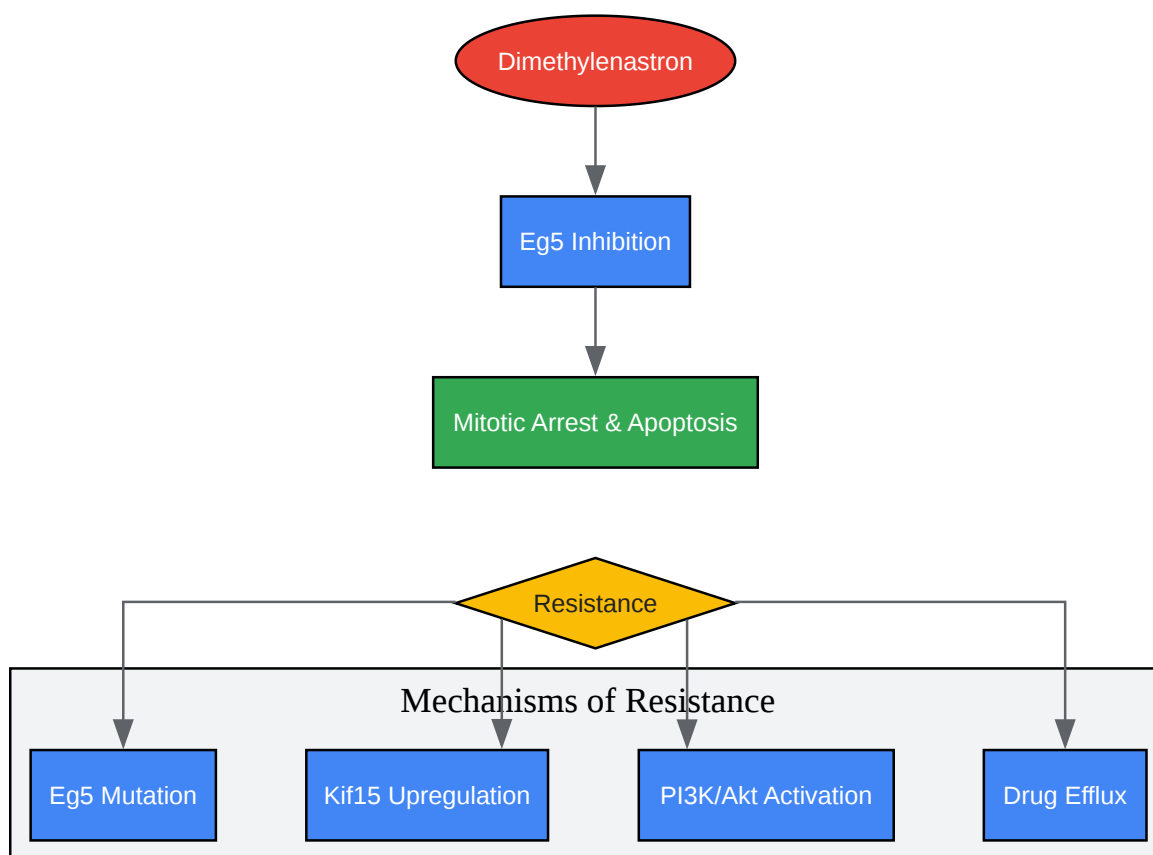 Dimethylenastron
Eg5 Inhibition
Mitotic Arrest & Apoptosis
Resistance
Mechanisms of Resistance
Eg5 Mutation
Kif15 Upregulation
PI3K/Akt Activation
Drug Efflux